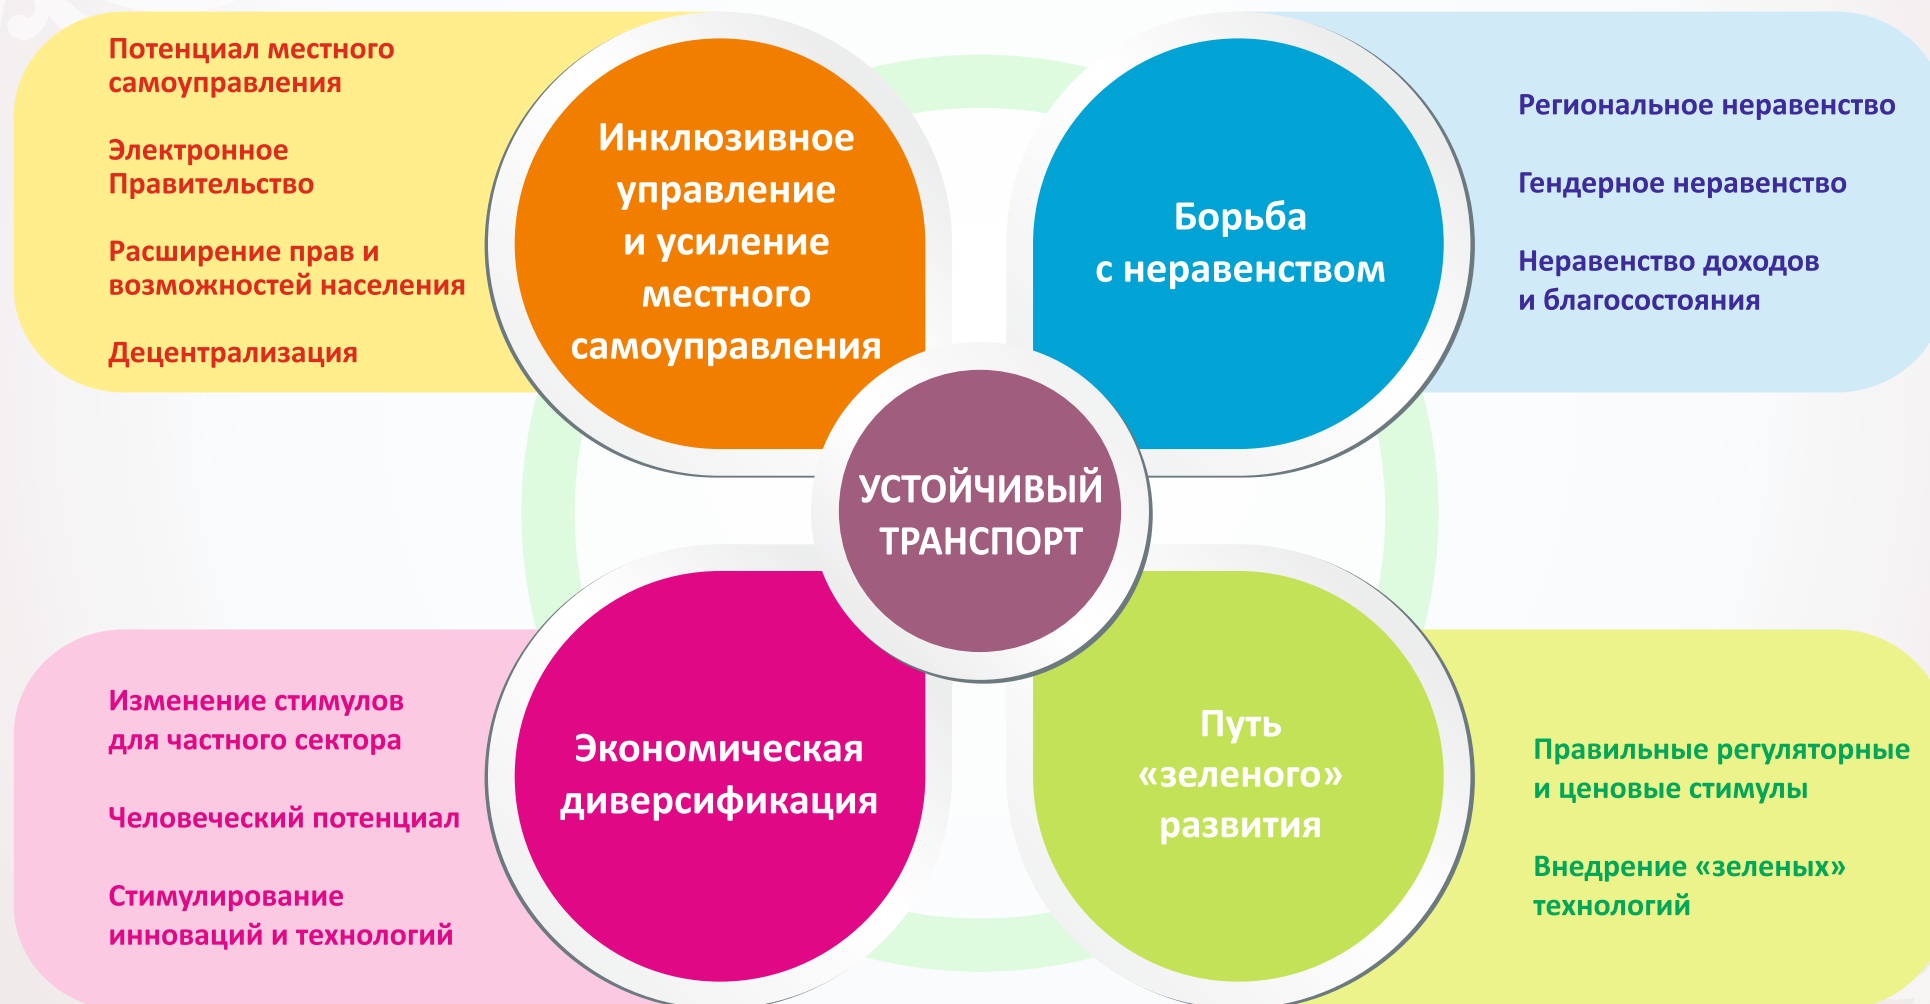 Потенциал местного
самоуправления
Электронное
Правительство
Расширение прав и
возможностей населения
Децентрализация
Инклюзивное
управление
и усиление
местного
самоуправления
Борьба
с неравенством
Региональное неравенство
Гендерное неравенство
Неравенство доходов
и благосостояния
УСТОЙЧИВЫЙ
ТРАНСПОРТ
Изменение стимулов
для частного сектора
Человеческий потенциал
Стимулирование
инноваций и технологий
Экономическая
диверсификация
Путь
«зеленого»
развития
Правильные регуляторные
и ценовые стимулы
Внедрение «зеленых»
технологий